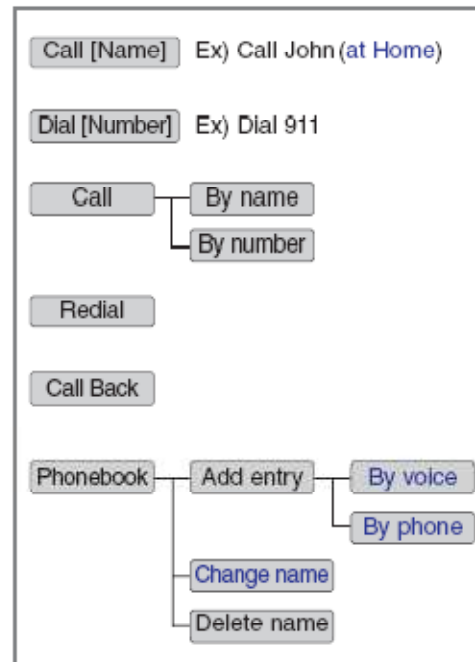 Call [Name] Ex) Call John (at Home)
Dial [Number] Ex) Dial 911
Call By name
By number
Redial
Call Back
Phonebook Add entry By voice
By phone
Change name
Delete name